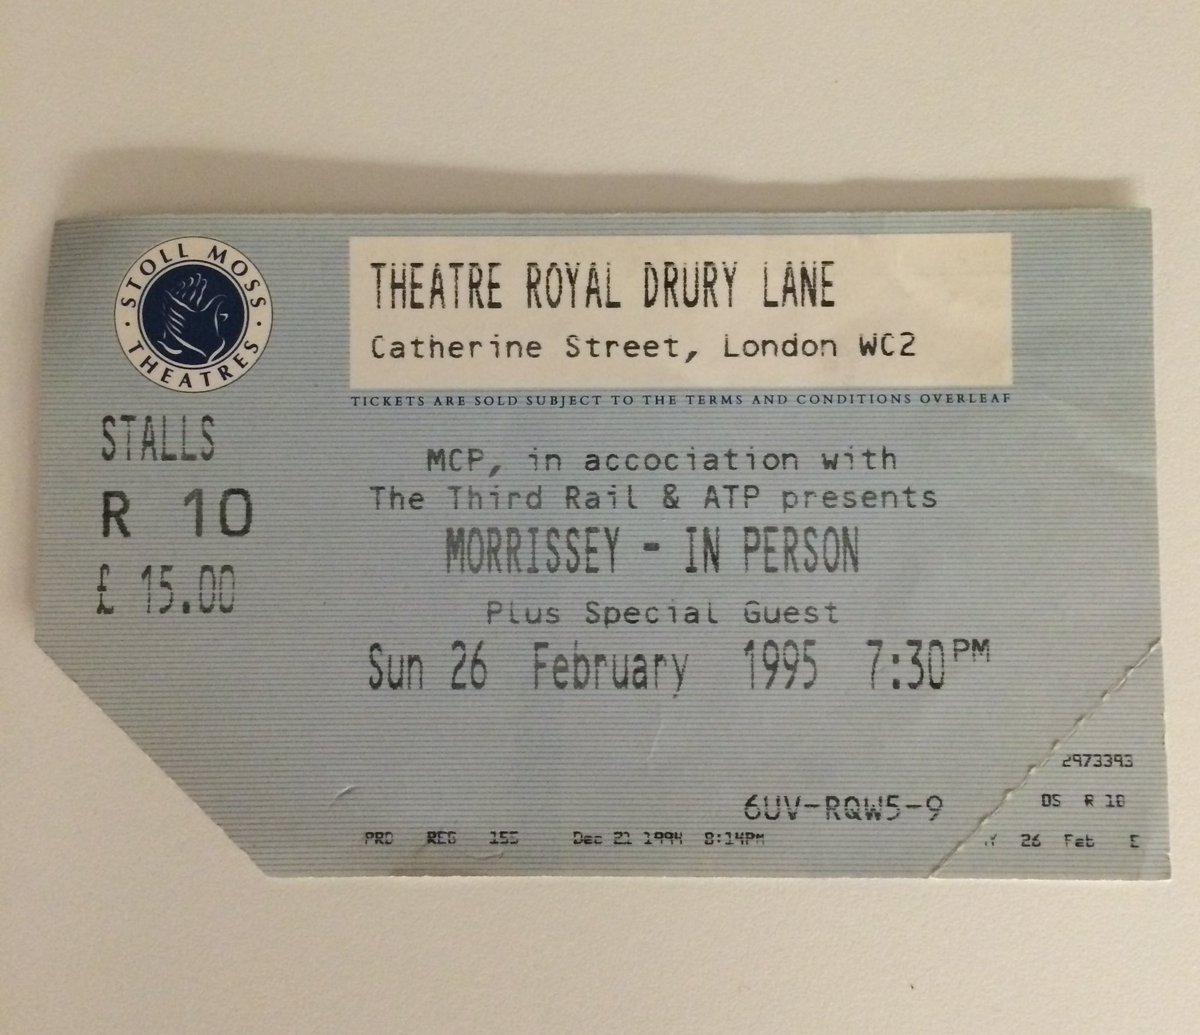 STOLL MOSS THEATRES
THEATRE ROYAL DRURY LANE
Catherine Street, London WC2
TICKETS ARE SOLD SUBJECT TO THE TERMS AND CONDITIONS OVERLEAF
STALLS
R 10
£ 15.00
MCP, in accociation with
The Third Rail & ATP presents
MORRISSEY - IN PERSON
Plus Special Guest
Sun 26 February 1995 7:30PM
2973393
6UV-RQW5-9
OS R 10
PRD REG 155 Dec 21 1994 8:14PM
26 Feb E